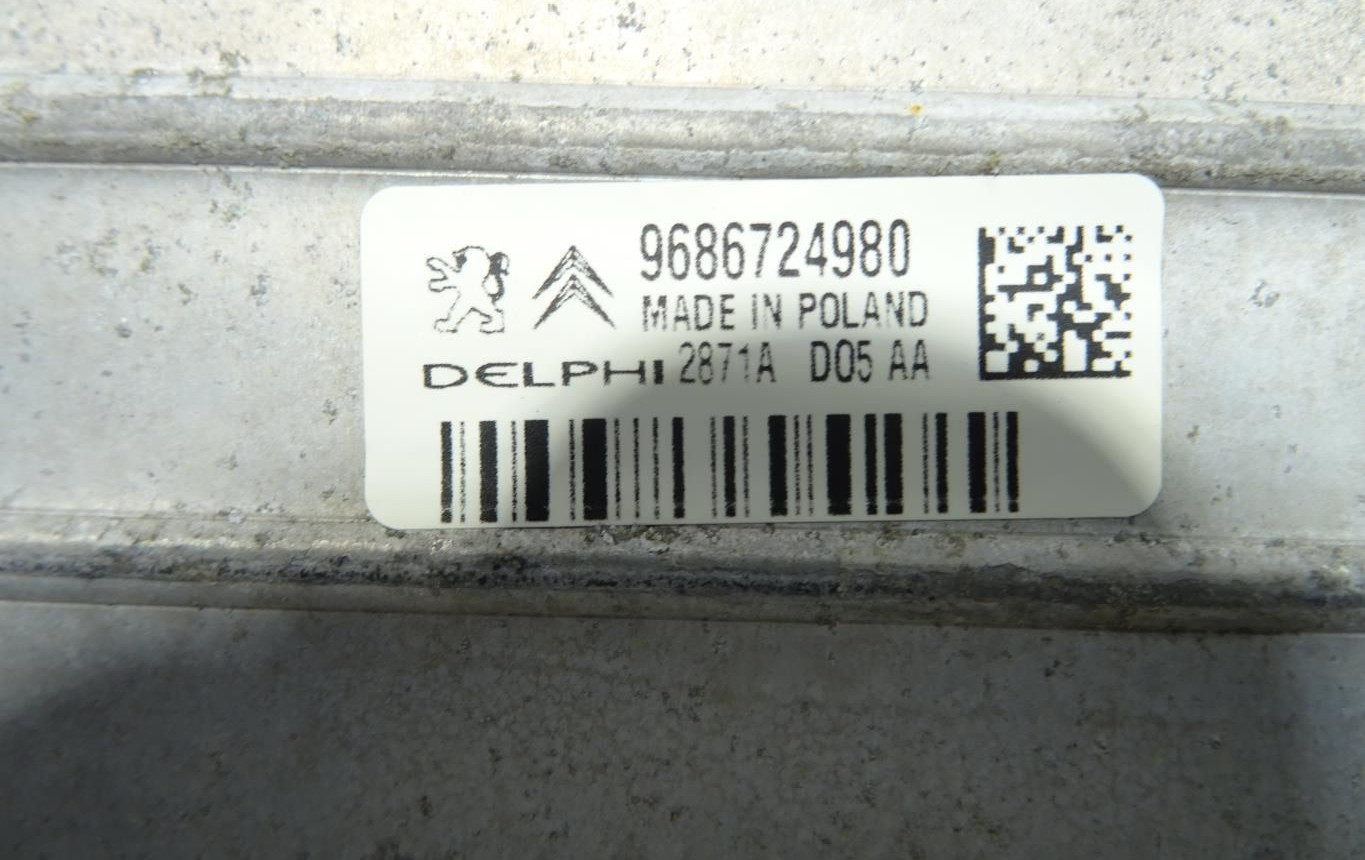 9686724980
MADE IN POLAND
DELPHI 2871A D05 AA